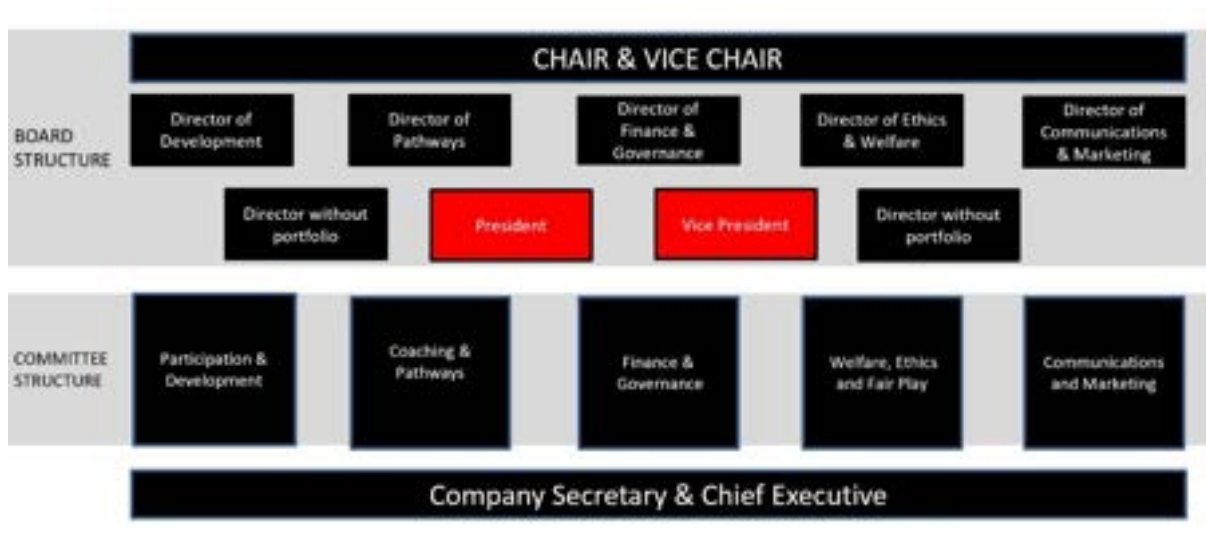 CHAIR & VICE CHAIR
BOARD
STRUCTURE
Director of
Development
Director of
Pathways
Director of
Finance &
Governance
Director of Ethics
& Welfare
Director of
Communications
& Marketing
Director without
portfolio
President
Vice President
Director without
portfolio
COMMITTEE
STRUCTURE
Participation &
Development
Coaching &
Pathways
Finance &
Governance
Welfare, Ethics
and Fair Play
Communications
and Marketing
Company Secretary & Chief Executive